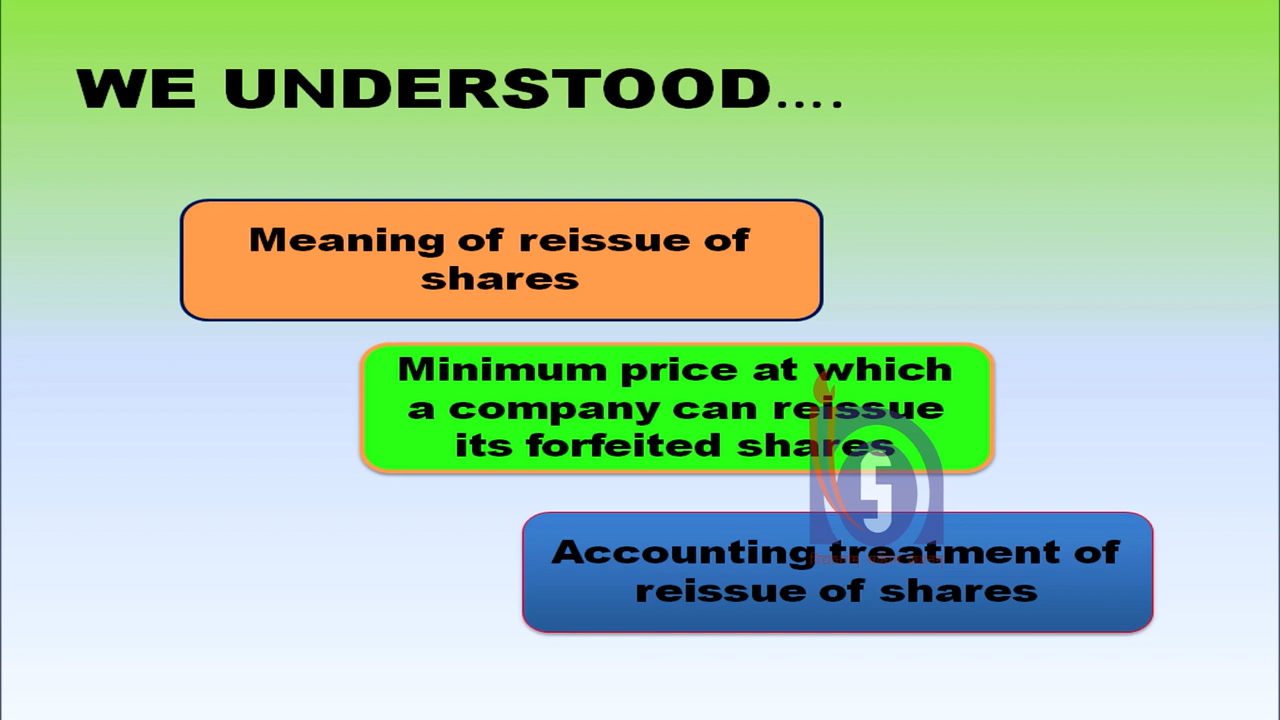 WE UNDERSTOOD....
Meaning of reissue of
shares
Minimum price at which
a company can reissue
its forfeited shares
Accounting treatment of
reissue of shares